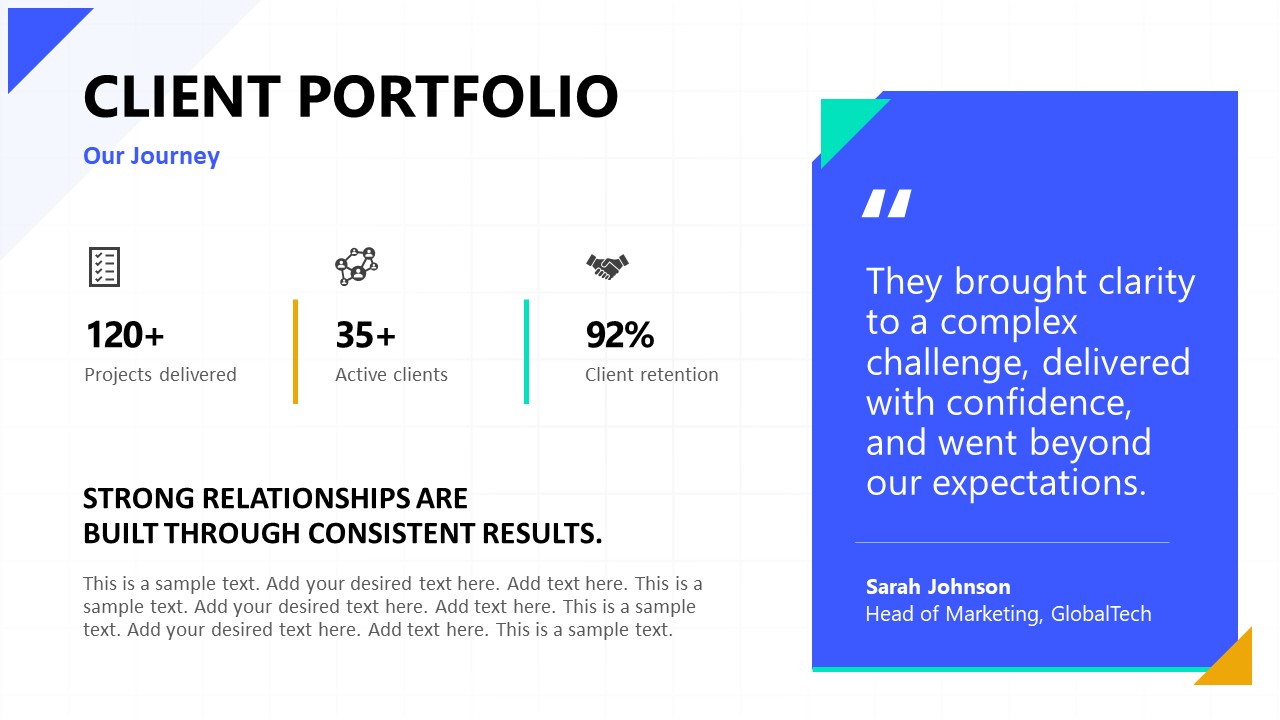 CLIENT PORTFOLIO
Our Journey
120+
Projects delivered
35+
Active clients
92%
Client retention
STRONG RELATIONSHIPS ARE
BUILT THROUGH CONSISTENT RESULTS.
This is a sample text. Add your desired text here. Add text here. This is a
sample text. Add your desired text here. Add text here. This is a sample
text. Add your desired text here. Add text here. This is a sample text.
“
They brought clarity
to a complex
challenge, delivered
with confidence,
and went beyond
our expectations.
Sarah Johnson
Head of Marketing, GlobalTech